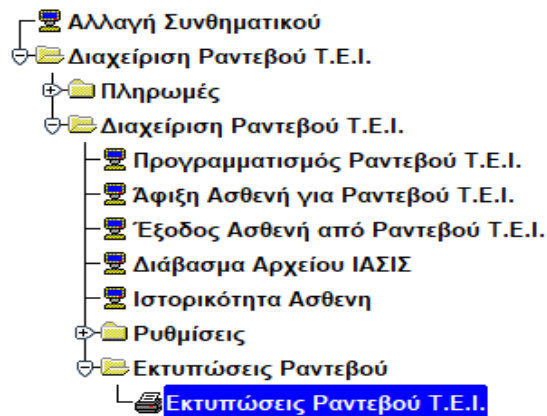 Αλλαγή Συνθηματικού
Διαχείριση Ραντεβού Τ.Ε.Ι.
Πληρωμές
Διαχείριση Ραντεβού Τ.Ε.Ι.
Προγραμματισμός Ραντεβού Τ.Ε.Ι.
Άφιξη Ασθενή για Ραντεβού Τ.Ε.Ι.
Έξοδος Ασθενή από Ραντεβού Τ.Ε.Ι.
Διάβασμα Αρχείου ΙΑΣΙΣ
Ιστορικότητα Ασθενη
Ρυθμίσεις
Εκτυπώσεις Ραντεβού
Εκτυπώσεις Ραντεβού Τ.Ε.Ι.